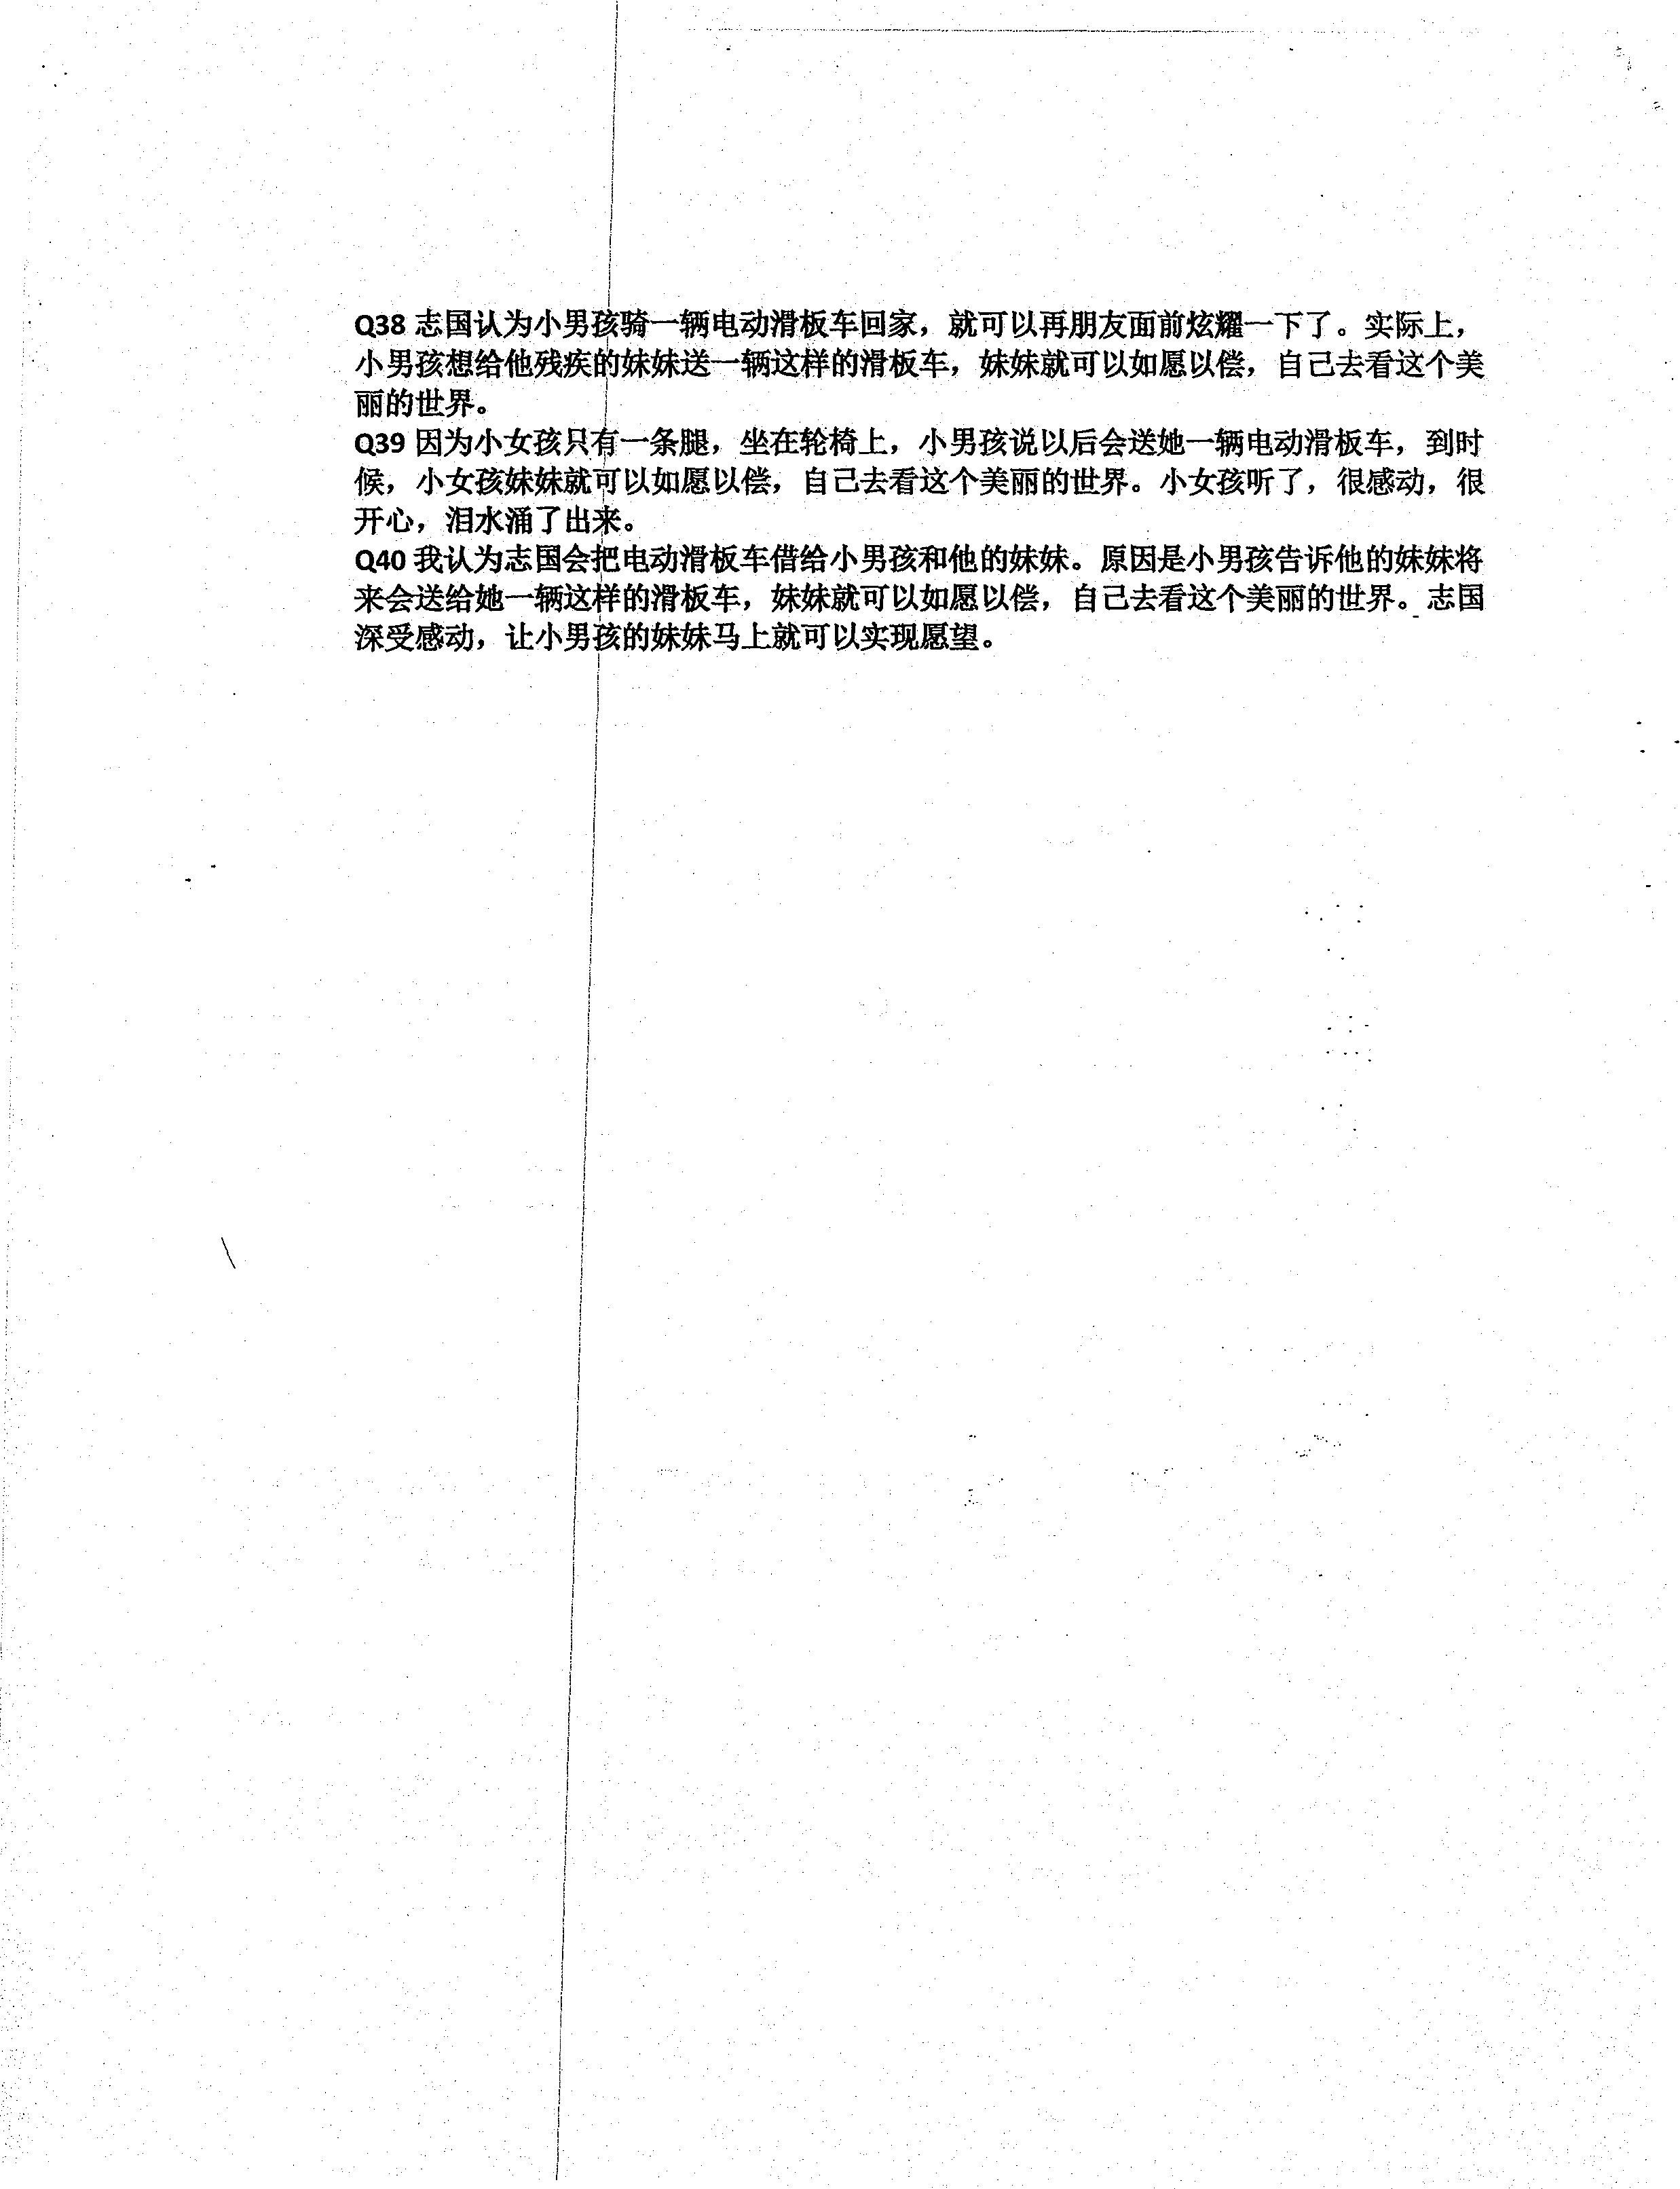 Q38 志国认为小男孩骑一辆电动滑板车回家，就可以再朋友面前炫耀一下了。实际上，
小男孩想给他残疾的妹妹送一辆这样的滑板车，妹妹就可以如愿以偿，自己去看这个美
丽的世界。
Q39 因为小女孩只有一条腿，坐在轮椅上，小男孩说以后会送她一辆电动滑板车，到时
候，小女孩妹妹就可以如愿以偿，自己去看这个美丽的世界。小女孩听了，很感动，很
开心，泪水涌了出来。
Q40 我认为志国会把电动滑板车借给小男孩和他的妹妹。原因是小男孩告诉他的妹妹将
来会送给她一辆这样的滑板车，妹妹就可以如愿以偿，自己去看这个美丽的世界。志国
深受感动，让小男孩的妹妹马上就可以实现愿望。